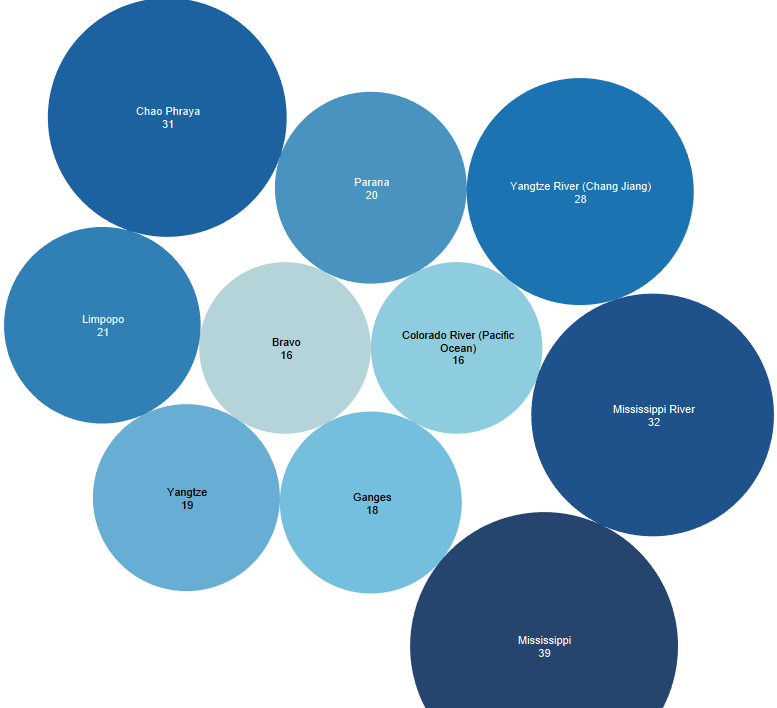 Chao Phraya
31
Parana
20
Yangtze River (Chang Jiang)
28
Limpopo
21
Bravo
16
Colorado River (Pacific
Ocean)
16
Mississippi River
32
Yangtze
19
Ganges
18
Mississippi
39